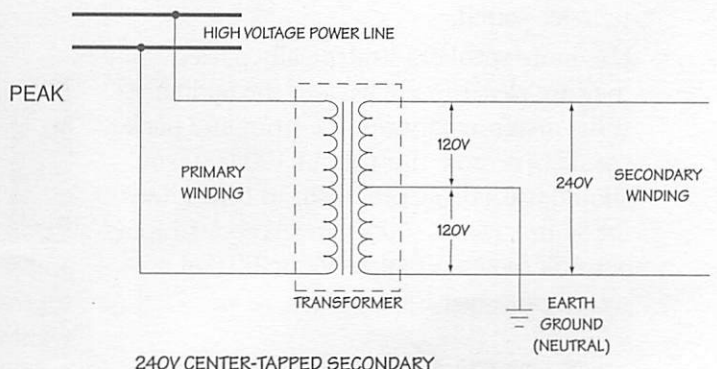 HIGH VOLTAGE POWER LINE
PEAK
PRIMARY
WINDING
120V
120V
240V
SECONDARY
WINDING
TRANSFORMER
EARTH
GROUND
(NEUTRAL)
240V CENTER-TAPPED SECONDARY